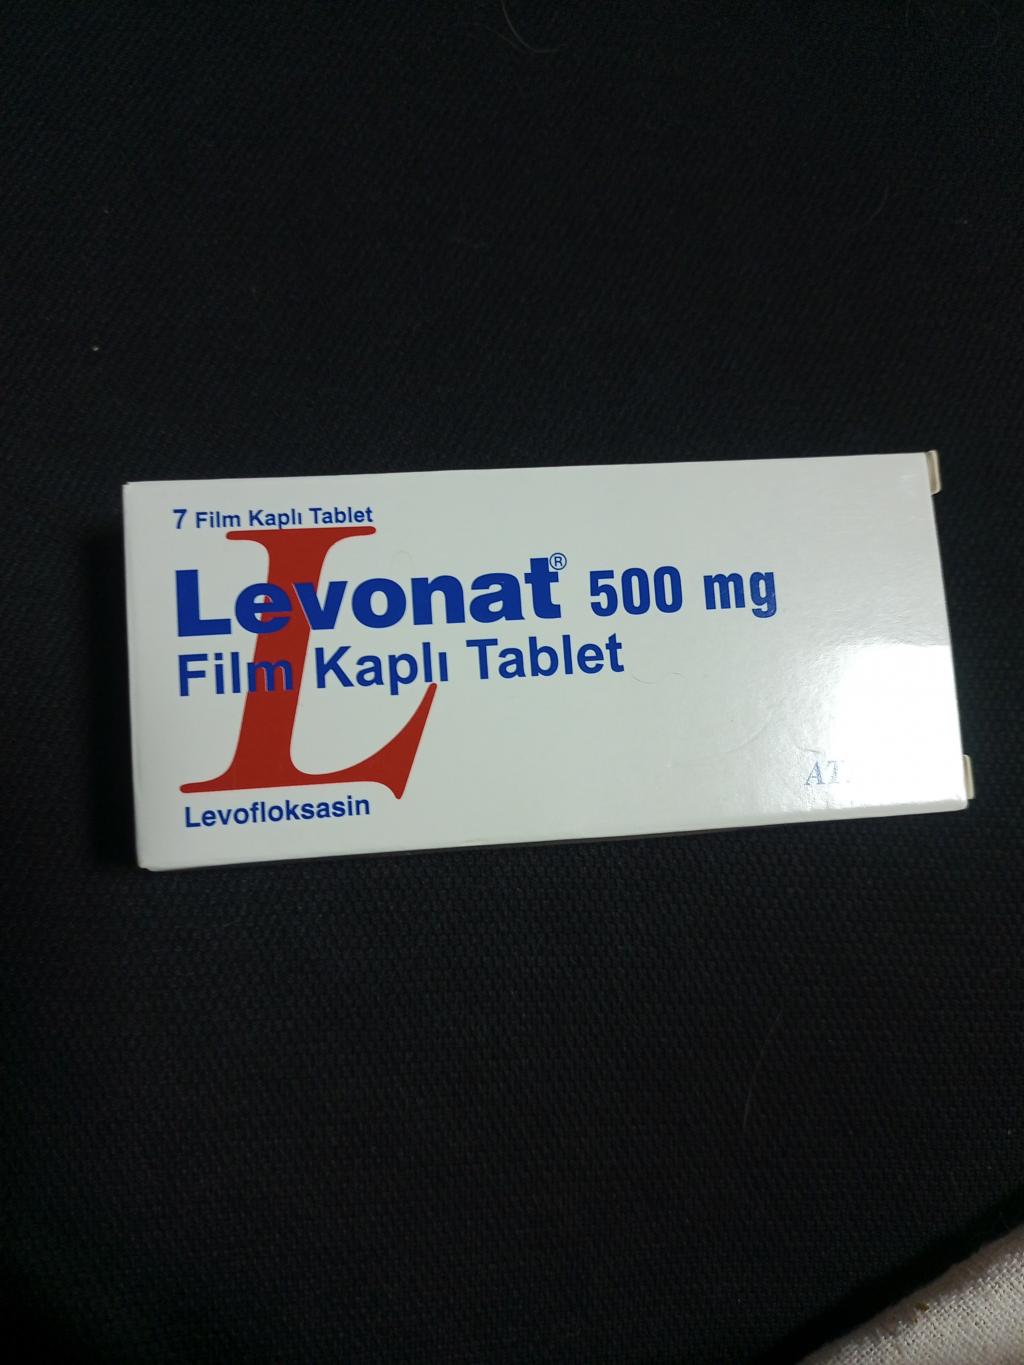 7 Film Kaplı Tablet
Levonat® 500 mg
Film Kaplı Tablet
Levofloksasin